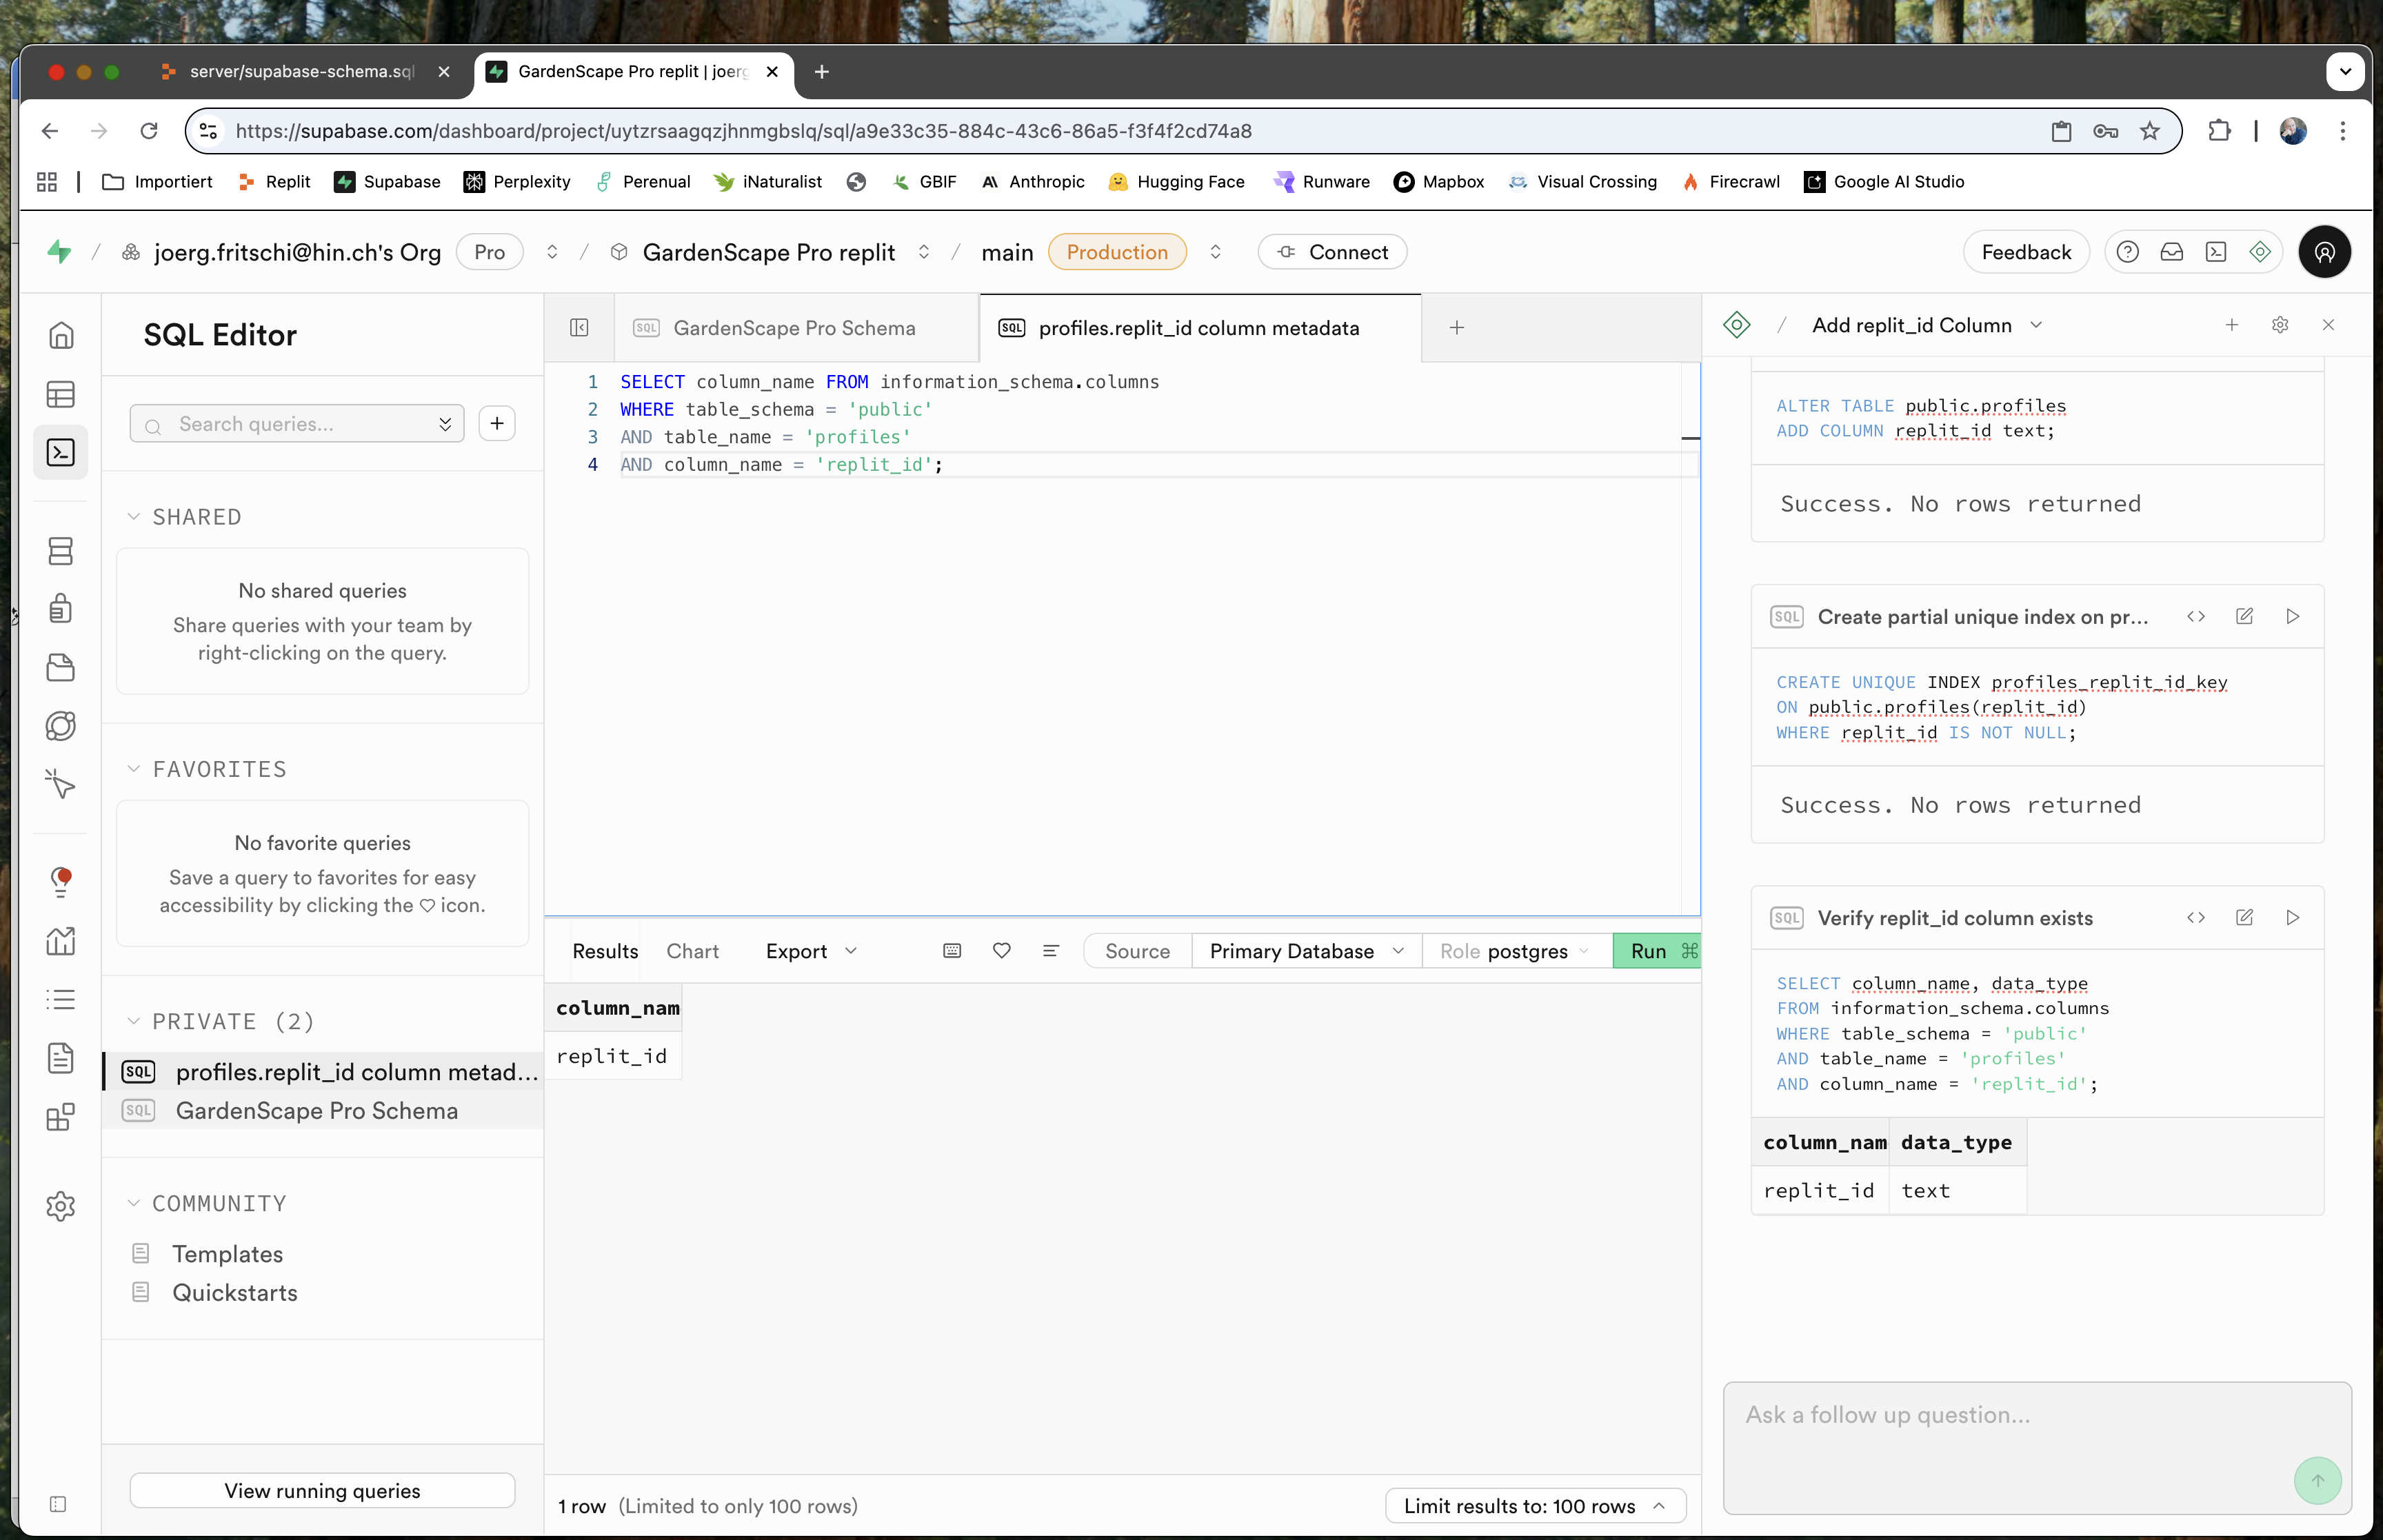 server/supabase-schema.sql
GardenScape Pro replit | joerg
https://supabase.com/dashboard/project/uytzrsaagqzjhnmgbslq/sql/a9e33c35-884c-43c6-86a5-f3f4f2cd74a8
Importiert
Replit
Supabase
Perplexity
Perenual
iNaturalist
GBIF
Anthropic
Hugging Face
Runware
Mapbox
Visual Crossing
Firecrawl
Google AI Studio
/ joerg.fritschi@hin.ch's Org Pro / GardenScape Pro replit / main Production Connect
Feedback
SQL Editor
Search queries...
SHARED
No shared queries
Share queries with your team by
right-clicking on the query.
FAVORITES
No favorite queries
Save a query to favorites for easy
accessibility by clicking the ♡ icon.
PRIVATE (2)
SQL profiles.replit_id column metad...
SQL GardenScape Pro Schema
COMMUNITY
Templates
Quickstarts
View running queries
SQL GardenScape Pro Schema
SQL profiles.replit_id column metadata
1 SELECT column_name FROM information_schema.columns
2 WHERE table_schema = 'public'
3 AND table_name = 'profiles'
4 AND column_name = 'replit_id';
Results Chart Export Source Primary Database Role postgres Run ⌘
column_nam
replit_id
1 row (Limited to only 100 rows)
Limit results to: 100 rows
/ Add replit_id Column
ALTER TABLE public.profiles
ADD COLUMN replit_id text;
Success. No rows returned
SQL Create partial unique index on pr...
CREATE UNIQUE INDEX profiles_replit_id_key
ON public.profiles(replit_id)
WHERE replit_id IS NOT NULL;
Success. No rows returned
SQL Verify replit_id column exists
SELECT column_name, data_type
FROM information_schema.columns
WHERE table_schema = 'public'
AND table_name = 'profiles'
AND column_name = 'replit_id';
column_nam data_type
replit_id text
Ask a follow up question...